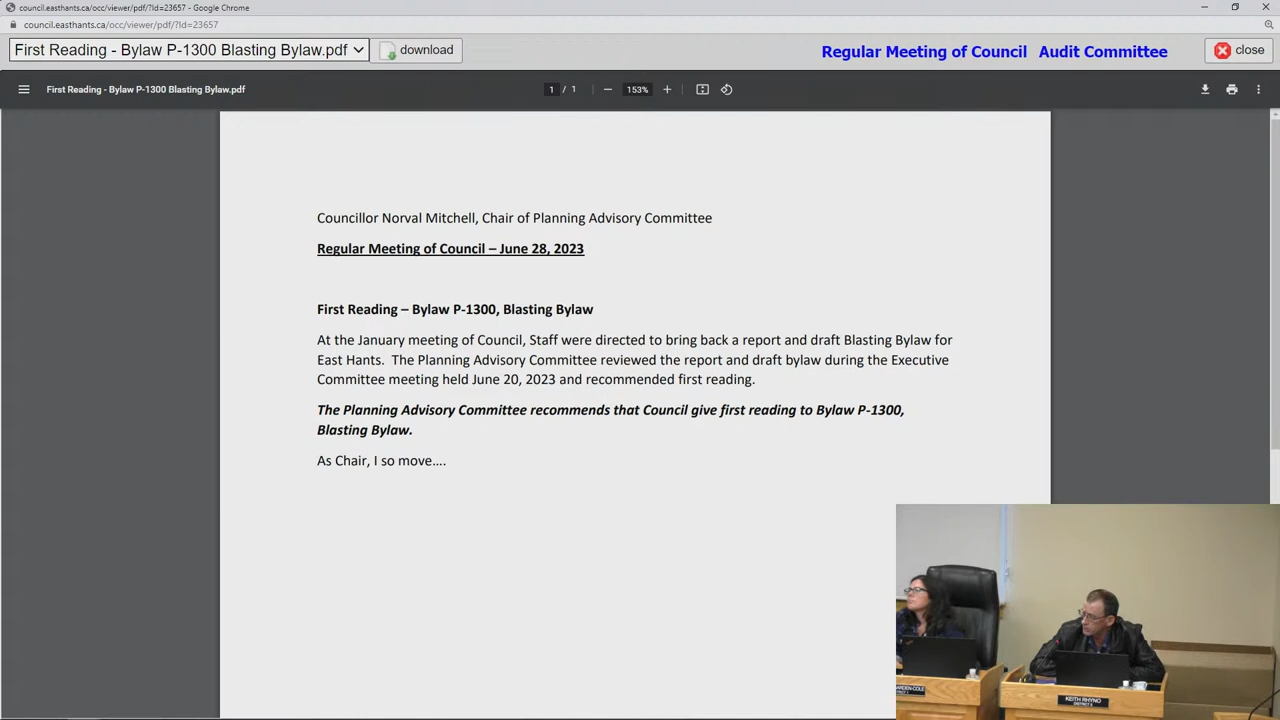 council.easthants.ca/occ/viewer/pdf/?Id=23657 - Google Chrome
council.easthants.ca/occ/viewer/pdf/?Id=23657
First Reading - Bylaw P-1300 Blasting Bylaw.pdf download Regular Meeting of Council Audit Committee close
First Reading - Bylaw P-1300 Blasting Bylaw.pdf 1 / 1 153%
Councillor Norval Mitchell, Chair of Planning Advisory Committee
Regular Meeting of Council – June 28, 2023
First Reading – Bylaw P-1300, Blasting Bylaw
At the January meeting of Council, Staff were directed to bring back a report and draft Blasting Bylaw for
East Hants. The Planning Advisory Committee reviewed the report and draft bylaw during the Executive
Committee meeting held June 20, 2023 and recommended first reading.
The Planning Advisory Committee recommends that Council give first reading to Bylaw P-1300,
Blasting Bylaw.
As Chair, I so move....
COLE
KEITH RHYNO